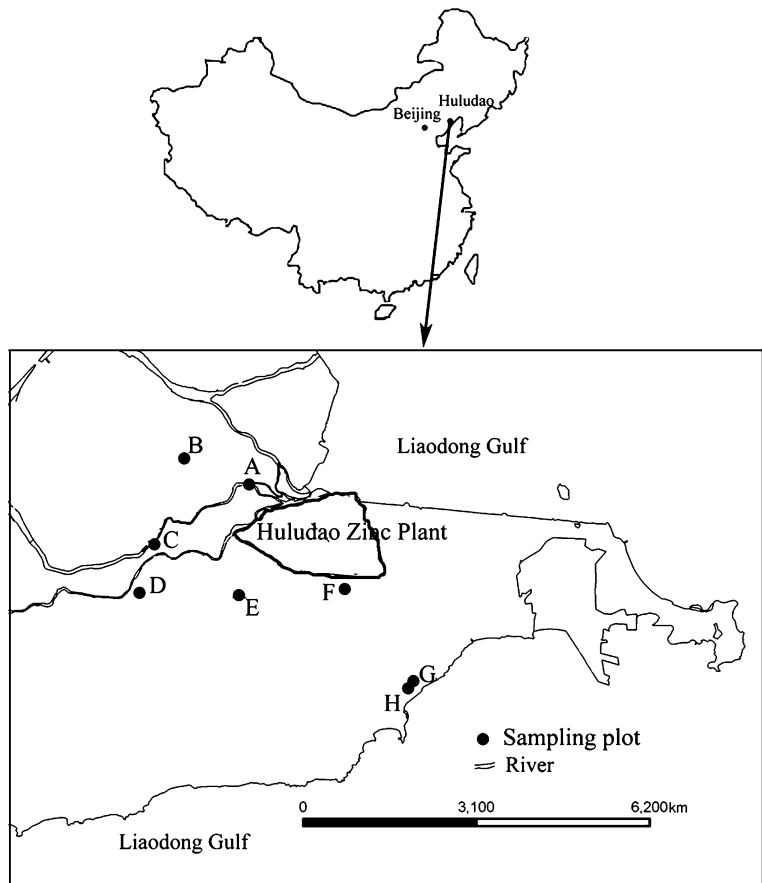 Huludao
Beijing
B
Liaodong Gulf
A
Huludao Zinc Plant
C
D
E
F
G
H
Sampling plot
River
0 3,100 6,200km
Liaodong Gulf